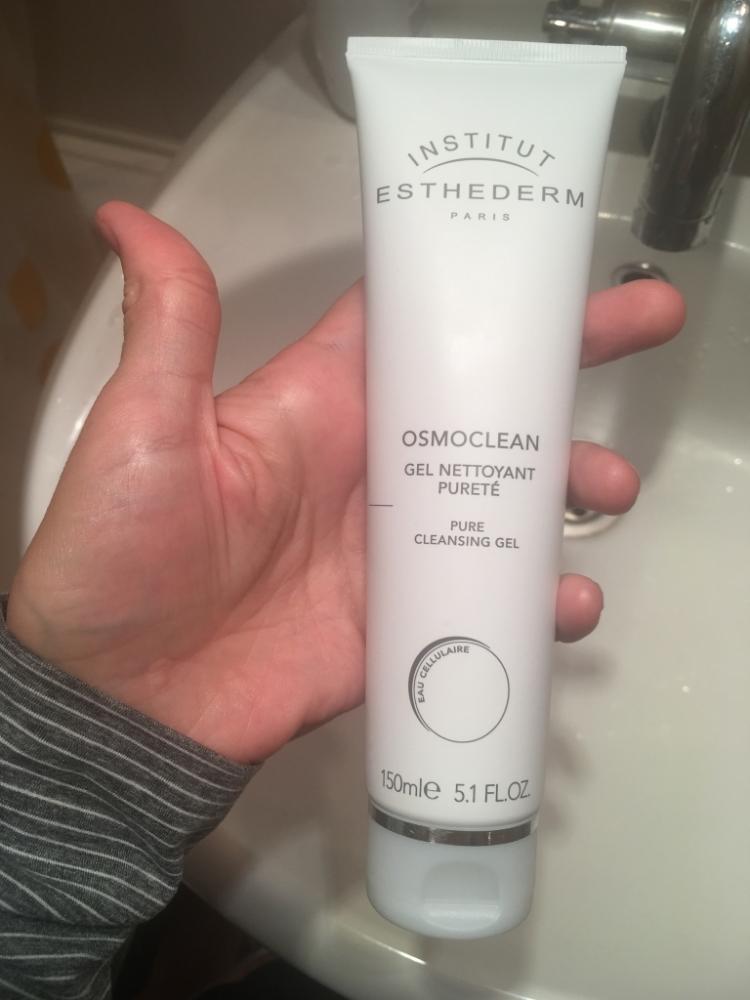 INSTITUT
ESTHEDERM
PARIS
OSMOCLEAN
GEL NETTOYANT
PURETÉ
PURE
CLEANSING GEL
EAU CELLULAIRE
150ml℮ 5.1 FL.OZ.